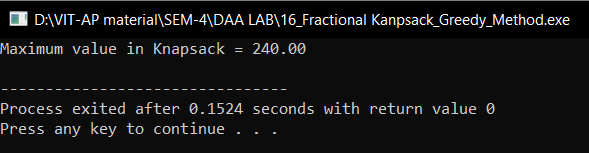 D:\VIT-AP material\SEM-4\DAA LAB\16_Fractional Kanpsack_Greedy_Method.exe
Maximum value in Knapsack = 240.00
--------------------------------
Process exited after 0.1524 seconds with return value 0
Press any key to continue . . .